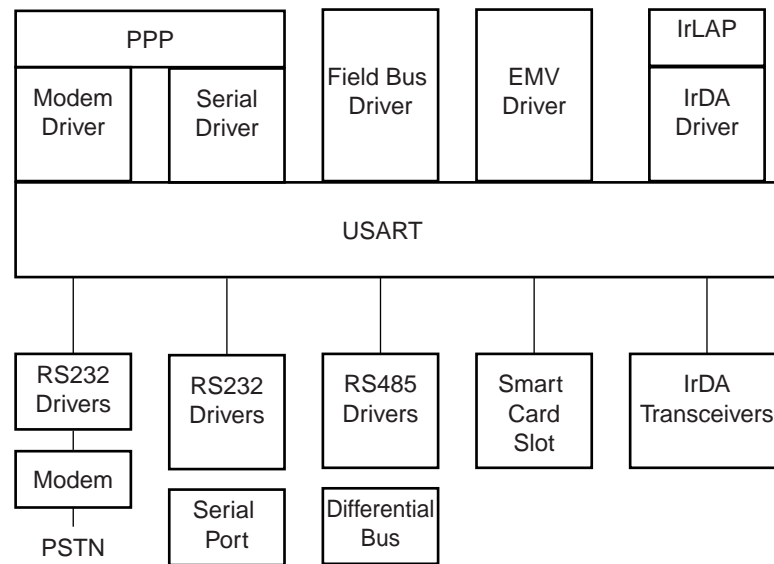 PPP
IrLAP
Modem
Driver
Serial
Driver
Field Bus
Driver
EMV
Driver
IrDA
Driver
USART
RS232
Drivers
RS232
Drivers
RS485
Drivers
Smart
Card
Slot
IrDA
Transceivers
Modem
Serial
Port
Differential
Bus
PSTN